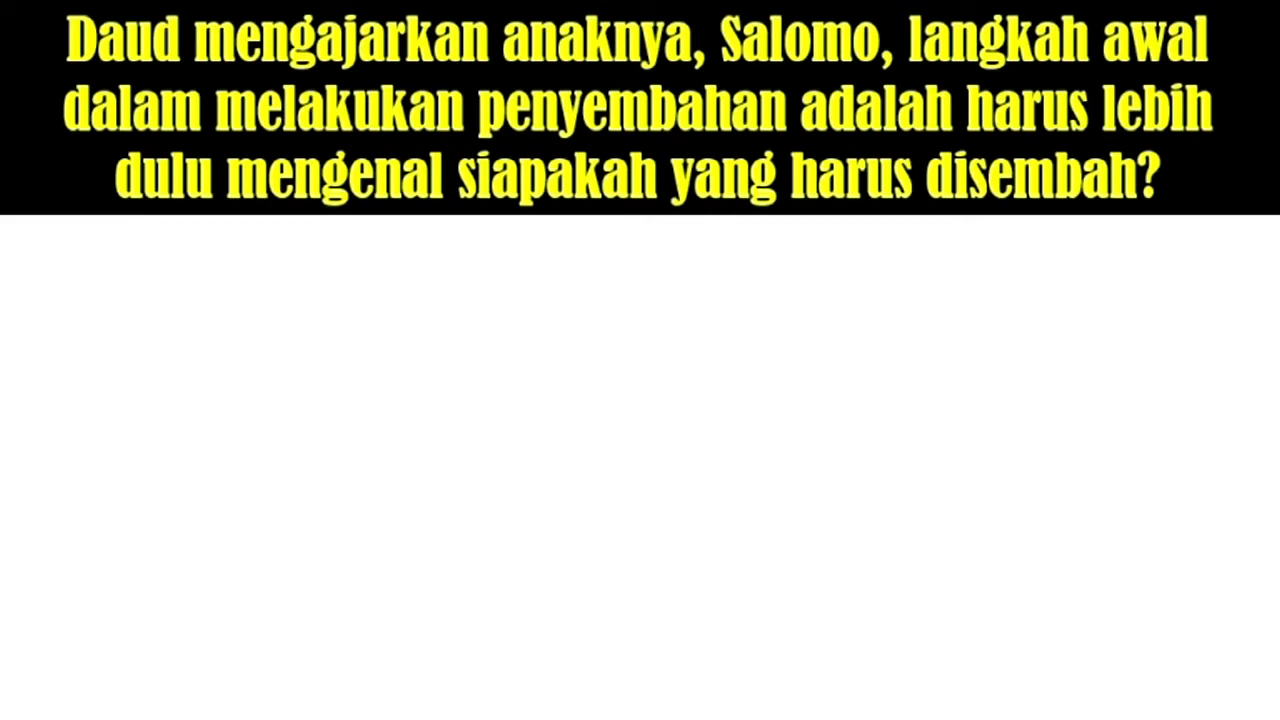 Daud mengajarkan anaknya, Salomo, langkah awal
dalam melakukan penyembahan adalah harus lebih
dulu mengenal siapakah yang harus disembah?